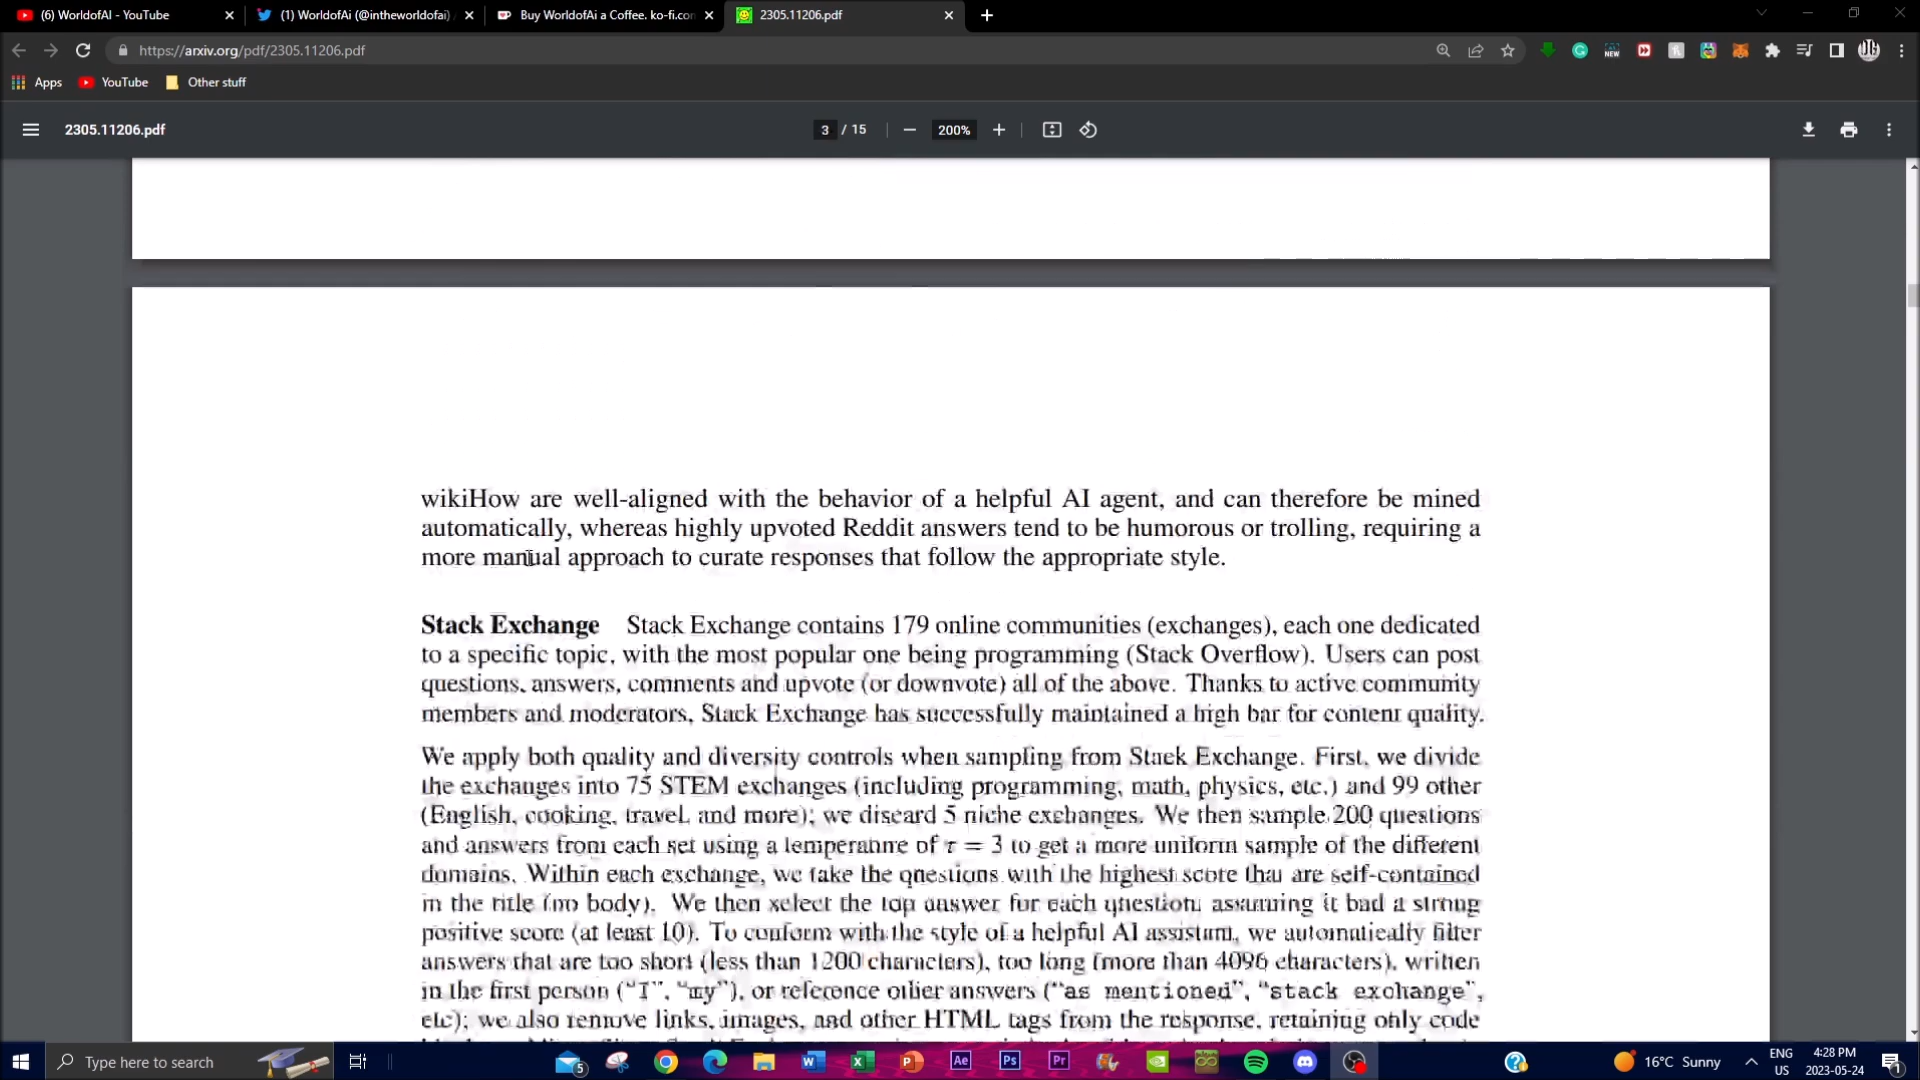 (6) WorldofAI - YouTube
(1) WorldofAi (@intheworldofai) /
Buy WorldofAi a Coffee. ko-fi.con
2305.11206.pdf
https://arxiv.org/pdf/2305.11206.pdf
NEW
Apps
YouTube
Other stuff
2305.11206.pdf
3 / 15
200%
wikiHow are well-aligned with the behavior of a helpful AI agent, and can therefore be mined
automatically, whereas highly upvoted Reddit answers tend to be humorous or trolling, requiring a
more manual approach to curate responses that follow the appropriate style.
Stack Exchange Stack Exchange contains 179 online communities (exchanges), each one dedicated
to a specific topic, with the most popular one being programming (Stack Overflow). Users can post
questions, answers, comments and upvote (or downvote) all of the above. Thanks to active community
members and moderators, Stack Exchange has successfully maintained a high bar for content quality.
We apply both quality and diversity controls when sampling from Stack Exchange. First, we divide
the exchanges into 75 STEM exchanges (including programming, math, physics, etc.) and 99 other
(English, cooking, travel, and more); we discard 5 niche exchanges. We then sample 200 questions
and answers from each set using a temperature of τ = 3 to get a more uniform sample of the different
domains. Within each exchange, we take the questions with the highest score that are self-contained
in the title (no body). We then select the top answer for each question, assuming it had a strong
positive score (at least 10). To conform with the style of a helpful AI assistant, we automatically filter
answers that are too short (less than 1200 characters), too long (more than 4096 characters), written
in the first person ("I", "my"), or reference other answers ("as mentioned", "stack exchange",
etc); we also remove links, images, and other HTML tags from the response, retaining only code
Type here to search
5
Ae
Ps
Pr
16°C Sunny
ENG
US
4:28 PM
2023-05-24
1